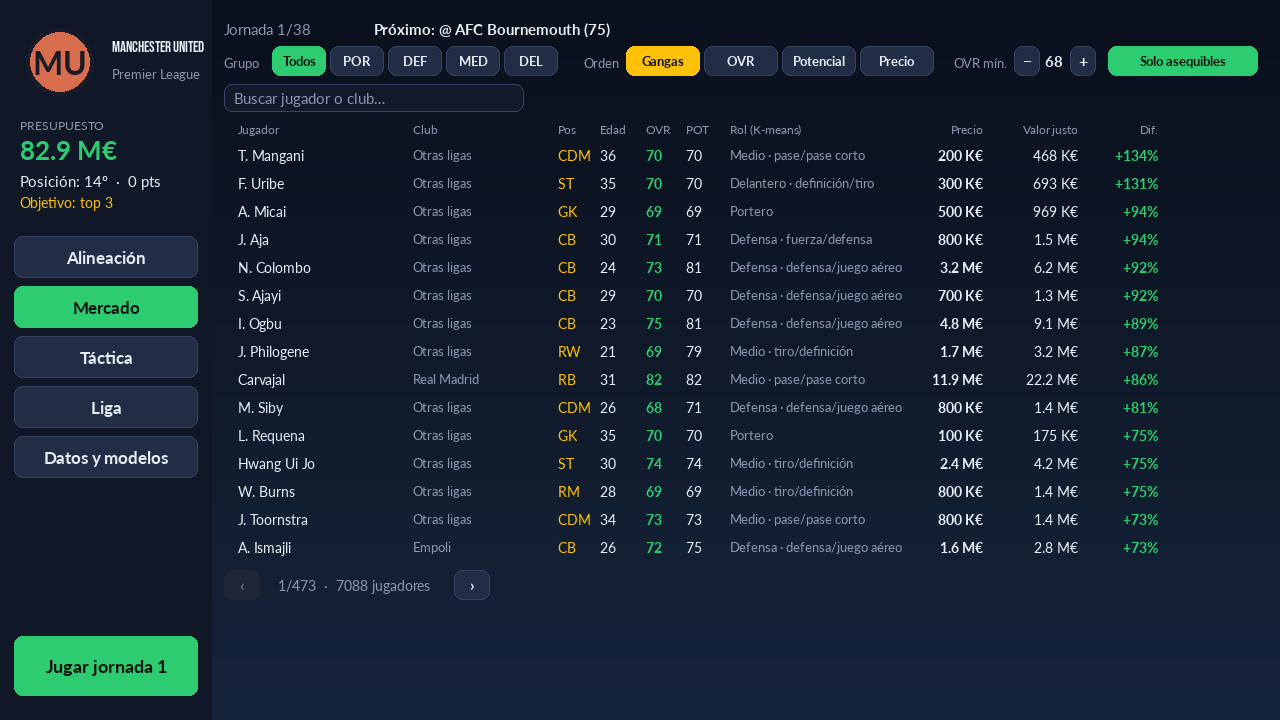 MU
MANCHESTER UNITED
Premier League
PRESUPUESTO
82.9 M€
Posición: 14º · 0 pts
Objetivo: top 3
Alineación
Mercado
Táctica
Liga
Datos y modelos
Jugar jornada 1
Jornada 1/38 Próximo: @ AFC Bournemouth (75)
Grupo Todos POR DEF MED DEL Orden Gangas OVR Potencial Precio OVR mín. − 68 + Solo asequibles
Buscar jugador o club...
Jugador Club Pos Edad OVR POT Rol (K-means) Precio Valor justo Dif.
T. Mangani Otras ligas CDM 36 70 70 Medio · pase/pase corto 200 K€ 468 K€ +134%
F. Uribe Otras ligas ST 35 70 70 Delantero · definición/tiro 300 K€ 693 K€ +131%
A. Micai Otras ligas GK 29 69 69 Portero 500 K€ 969 K€ +94%
J. Aja Otras ligas CB 30 71 71 Defensa · fuerza/defensa 800 K€ 1.5 M€ +94%
N. Colombo Otras ligas CB 24 73 81 Defensa · defensa/juego aéreo 3.2 M€ 6.2 M€ +92%
S. Ajayi Otras ligas CB 29 70 70 Defensa · defensa/juego aéreo 700 K€ 1.3 M€ +92%
I. Ogbu Otras ligas CB 23 75 81 Defensa · defensa/juego aéreo 4.8 M€ 9.1 M€ +89%
J. Philogene Otras ligas RW 21 69 79 Medio · tiro/definición 1.7 M€ 3.2 M€ +87%
Carvajal Real Madrid RB 31 82 82 Medio · pase/pase corto 11.9 M€ 22.2 M€ +86%
M. Siby Otras ligas CDM 26 68 71 Defensa · defensa/juego aéreo 800 K€ 1.4 M€ +81%
L. Requena Otras ligas GK 35 70 70 Portero 100 K€ 175 K€ +75%
Hwang Ui Jo Otras ligas ST 30 74 74 Medio · tiro/definición 2.4 M€ 4.2 M€ +75%
W. Burns Otras ligas RM 28 69 69 Medio · tiro/definición 800 K€ 1.4 M€ +75%
J. Toornstra Otras ligas CDM 34 73 73 Medio · pase/pase corto 800 K€ 1.4 M€ +73%
A. Ismajli Empoli CB 26 72 75 Defensa · defensa/juego aéreo 1.6 M€ 2.8 M€ +73%
‹ 1/473 · 7088 jugadores ›